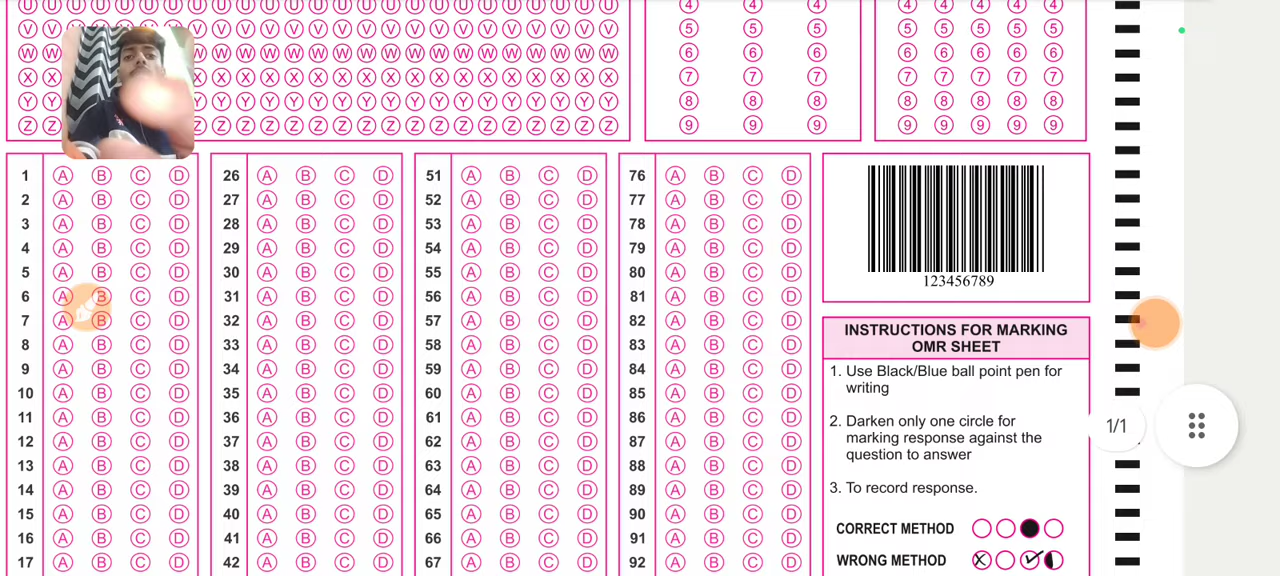 U U U U U U U U U U U U U U U U U U U U U U U U U 4 4 4 4 4 4 4 4
V V V V V V V V V V V V V V V V V V V V 5 5 5 5 5 5 5 5
W W W W W W W W W W W W W W W W W W W W 6 6 6 6 6 6 6 6
X X X X X X X X X X X X X X X X X X X X 7 7 7 7 7 7 7 7
Y Y Y Y Y Y Y Y Y Y Y Y Y Y Y Y Y Y Y Y 8 8 8 8 8 8 8 8
Z Z Z Z Z Z Z Z Z Z Z Z Z Z Z Z Z Z Z Z 9 9 9 9 9 9 9 9
1 A B C D 26 A B C D 51 A B C D 76 A B C D
2 A B C D 27 A B C D 52 A B C D 77 A B C D
3 A B C D 28 A B C D 53 A B C D 78 A B C D
4 A B C D 29 A B C D 54 A B C D 79 A B C D
5 A B C D 30 A B C D 55 A B C D 80 A B C D
6 A B C D 31 A B C D 56 A B C D 81 A B C D
7 A B C D 32 A B C D 57 A B C D 82 A B C D
8 A B C D 33 A B C D 58 A B C D 83 A B C D
9 A B C D 34 A B C D 59 A B C D 84 A B C D
10 A B C D 35 A B C D 60 A B C D 85 A B C D
11 A B C D 36 A B C D 61 A B C D 86 A B C D
12 A B C D 37 A B C D 62 A B C D 87 A B C D
13 A B C D 38 A B C D 63 A B C D 88 A B C D
14 A B C D 39 A B C D 64 A B C D 89 A B C D
15 A B C D 40 A B C D 65 A B C D 90 A B C D
16 A B C D 41 A B C D 66 A B C D 91 A B C D
17 A B C D 42 A B C D 67 A B C D 92 A B C D
123456789
INSTRUCTIONS FOR MARKING
OMR SHEET
1. Use Black/Blue ball point pen for
writing
2. Darken only one circle for
marking response against the
question to answer
3. To record response.
CORRECT METHOD
WRONG METHOD
1/1